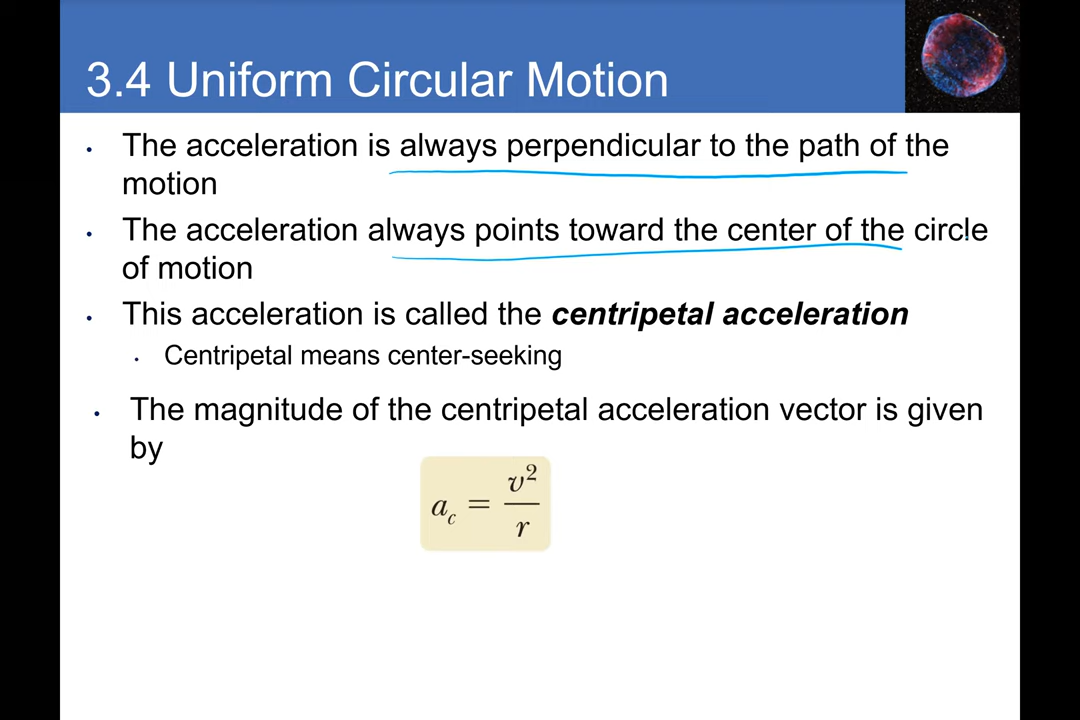 3.4 Uniform Circular Motion
• The acceleration is always perpendicular to the path of the
motion
• The acceleration always points toward the center of the circle
of motion
• This acceleration is called the centripetal acceleration
• Centripetal means center-seeking
• The magnitude of the centripetal acceleration vector is given
by
a_c = v²/r